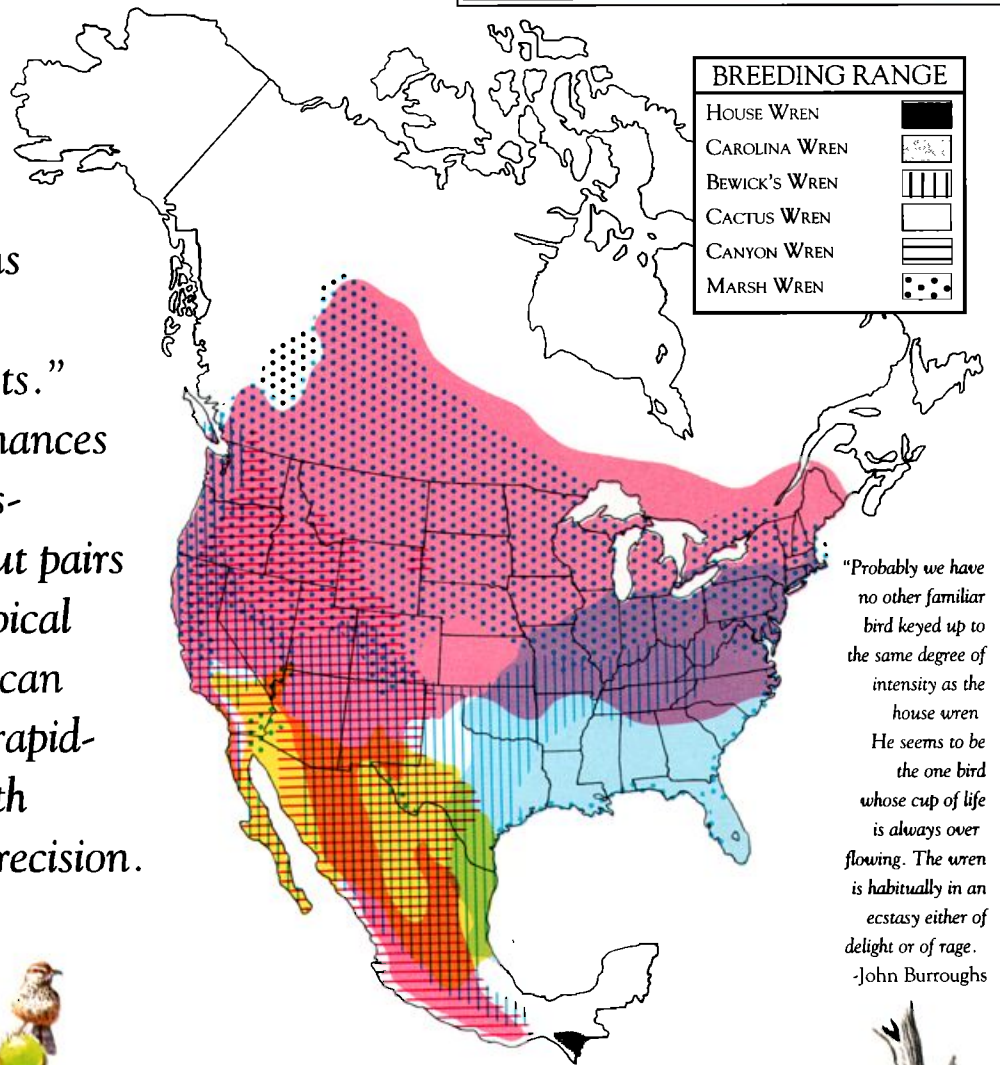 BREEDING RANGE
HOUSE WREN
CAROLINA WREN
BEWICK'S WREN
CACTUS WREN
CANYON WREN
MARSH WREN
ts."
nances
s-
ut pairs
pical
can
rapid-
th
recision.
"Probably we have
no other familiar
bird keyed up to
the same degree of
intensity as the
house wren
He seems to be
the one bird
whose cup of life
is always over
flowing. The wren
is habitually in an
ecstasy either of
delight or of rage.
-John Burroughs